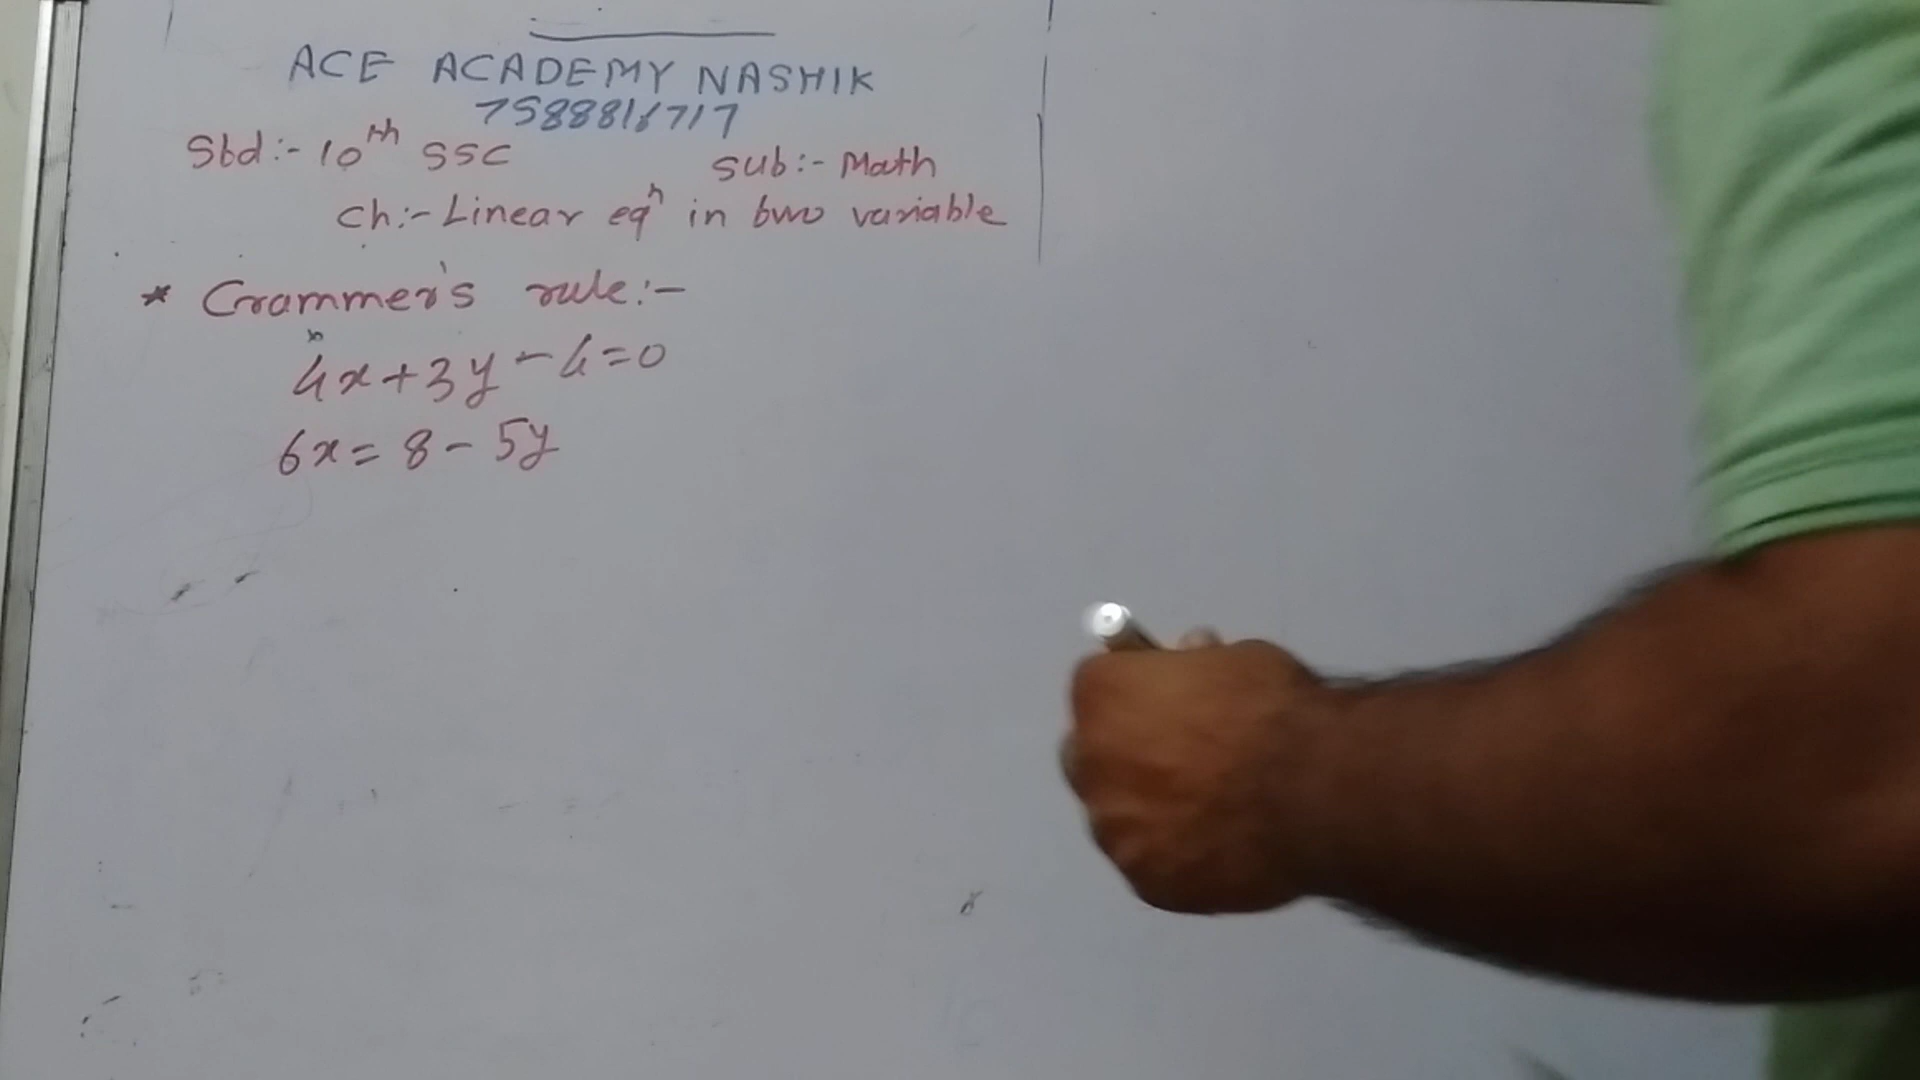 ACE ACADEMY NASHIK
7588816717
Std:- 10th SSC Sub:- Math
Ch:- Linear eqn in two variable
* Crammer's rule:-
4x+3y-4=0
6x=8-5y